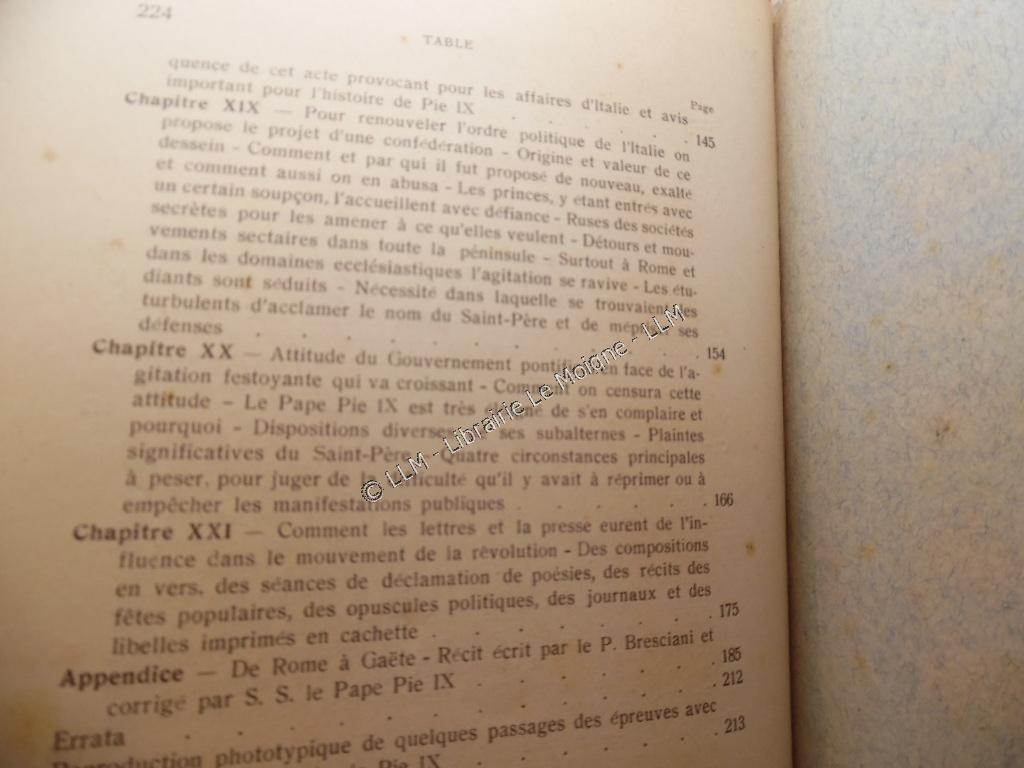 224
TABLE
Page
quence de cet acte provocant pour les affaires d'Italie et avis
important pour l'histoire de Pie IX . . . . . . 145
Chapitre XIX — Pour renouveler l'ordre politique de l'Italie on
propose le projet d'une confédération - Origine et valeur de ce
dessein - Comment et par qui il fut proposé de nouveau, exalté
et comment aussi on en abusa - Les princes, y étant entrés avec
un certain soupçon, l'accueillent avec défiance - Ruses des sociétés
secrètes pour les amener à ce qu'elles veulent - Détours et mou-
vements sectaires dans toute la péninsule - Surtout à Rome et
dans les domaines ecclésiastiques l'agitation se ravive - Les étu-
diants sont séduits - Nécessité dans laquelle se trouvaient les
turbulents d'acclamer le nom du Saint-Père et de ses
défenses . . . . . . . . . . . 154
Chapitre XX — Attitude du Gouvernement en face de l'a-
gitation festoyante qui va croissant - on censura cette
attitude - Le Pape Pie IX est très de s'en complaire et
pourquoi - Dispositions ses subalternes - Plaintes
significatives du Saint-Père - Quatre circonstances principales
à peser, pour juger de la qu'il y avait à réprimer ou à
empêcher les manifestations publiques . . . . . . 166
Chapitre XXI — Comment les lettres et la presse eurent de l'in-
fluence dans le mouvement de la révolution - Des compositions
en vers, des séances de déclamation de poésies, des récits des
fêtes populaires, des opuscules politiques, des journaux et des
libelles imprimés en cachette . . . . . . . 175
Appendice — De Rome à Gaëte - Récit écrit par le P. Bresciani et
corrigé par S. S. le Pape Pie IX . . . . . . 185
Errata . . . . . . . . . . . 212
Reproduction phototypique de quelques passages des épreuves avec
de Pie IX . . . . . . 213
© LLM - Librairie Le Moigne - LLM